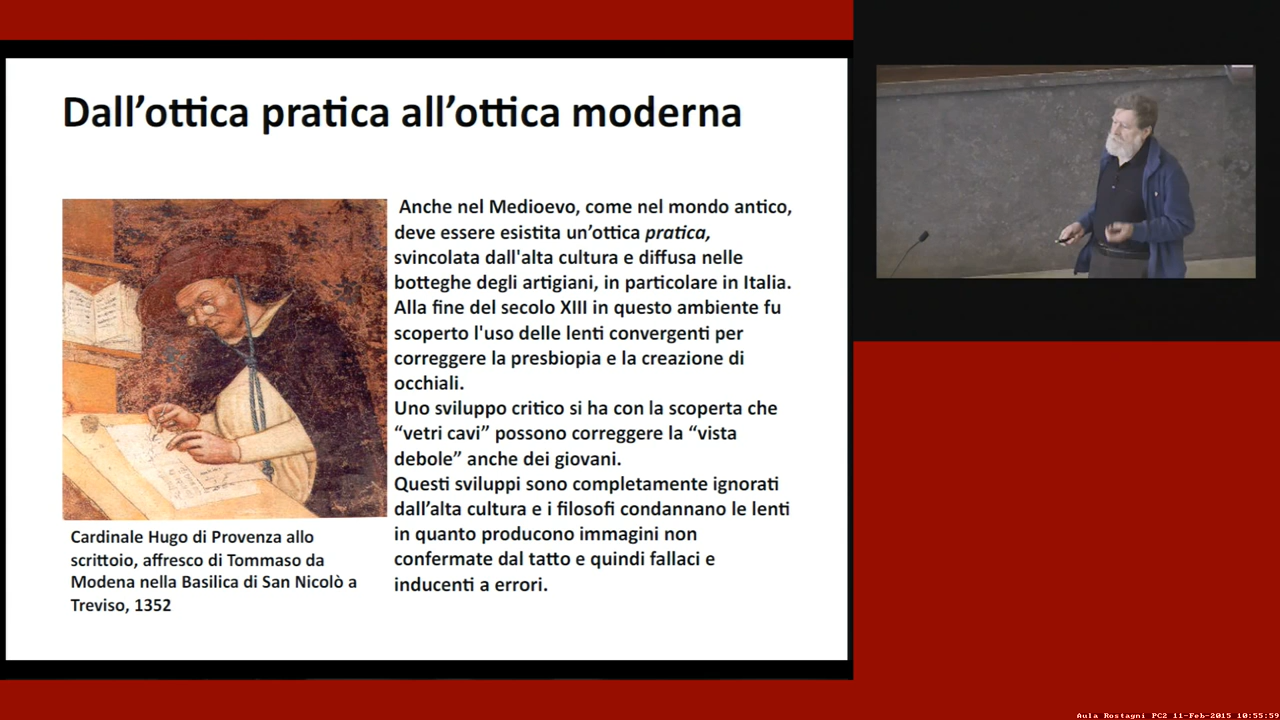 Dall’ottica pratica all’ottica moderna
Anche nel Medioevo, come nel mondo antico,
deve essere esistita un’ottica pratica,
svincolata dall'alta cultura e diffusa nelle
botteghe degli artigiani, in particolare in Italia.
Alla fine del secolo XIII in questo ambiente fu
scoperto l'uso delle lenti convergenti per
correggere la presbiopia e la creazione di
occhiali.
Uno sviluppo critico si ha con la scoperta che
“vetri cavi” possono correggere la “vista
debole” anche dei giovani.
Questi sviluppi sono completamente ignorati
dall’alta cultura e i filosofi condannano le lenti
in quanto producono immagini non
confermate dal tatto e quindi fallaci e
inducenti a errori.
Cardinale Hugo di Provenza allo
scrittoio, affresco di Tommaso da
Modena nella Basilica di San Nicolò a
Treviso, 1352
Aula Rostagni PC2 11-Feb-2015 10:55:59